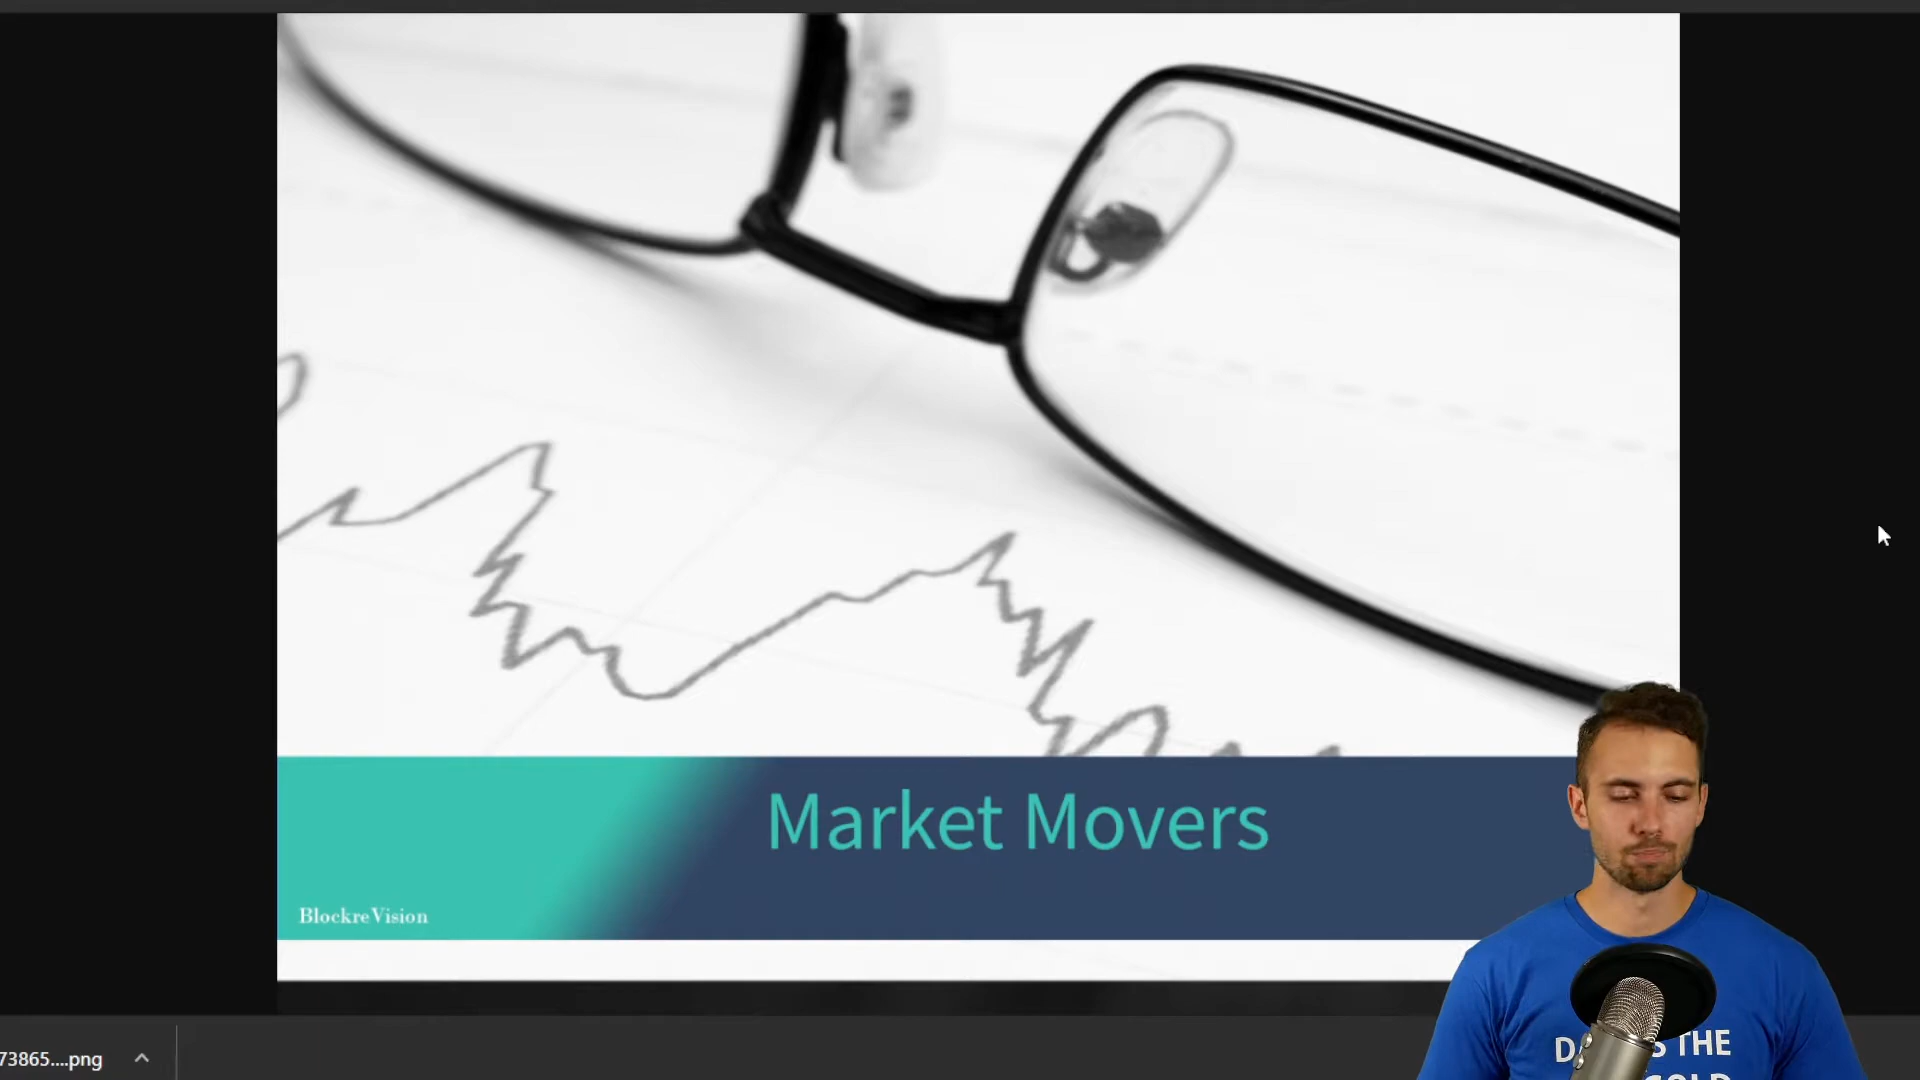 Market Movers
BlockreVision
73865....png
THE